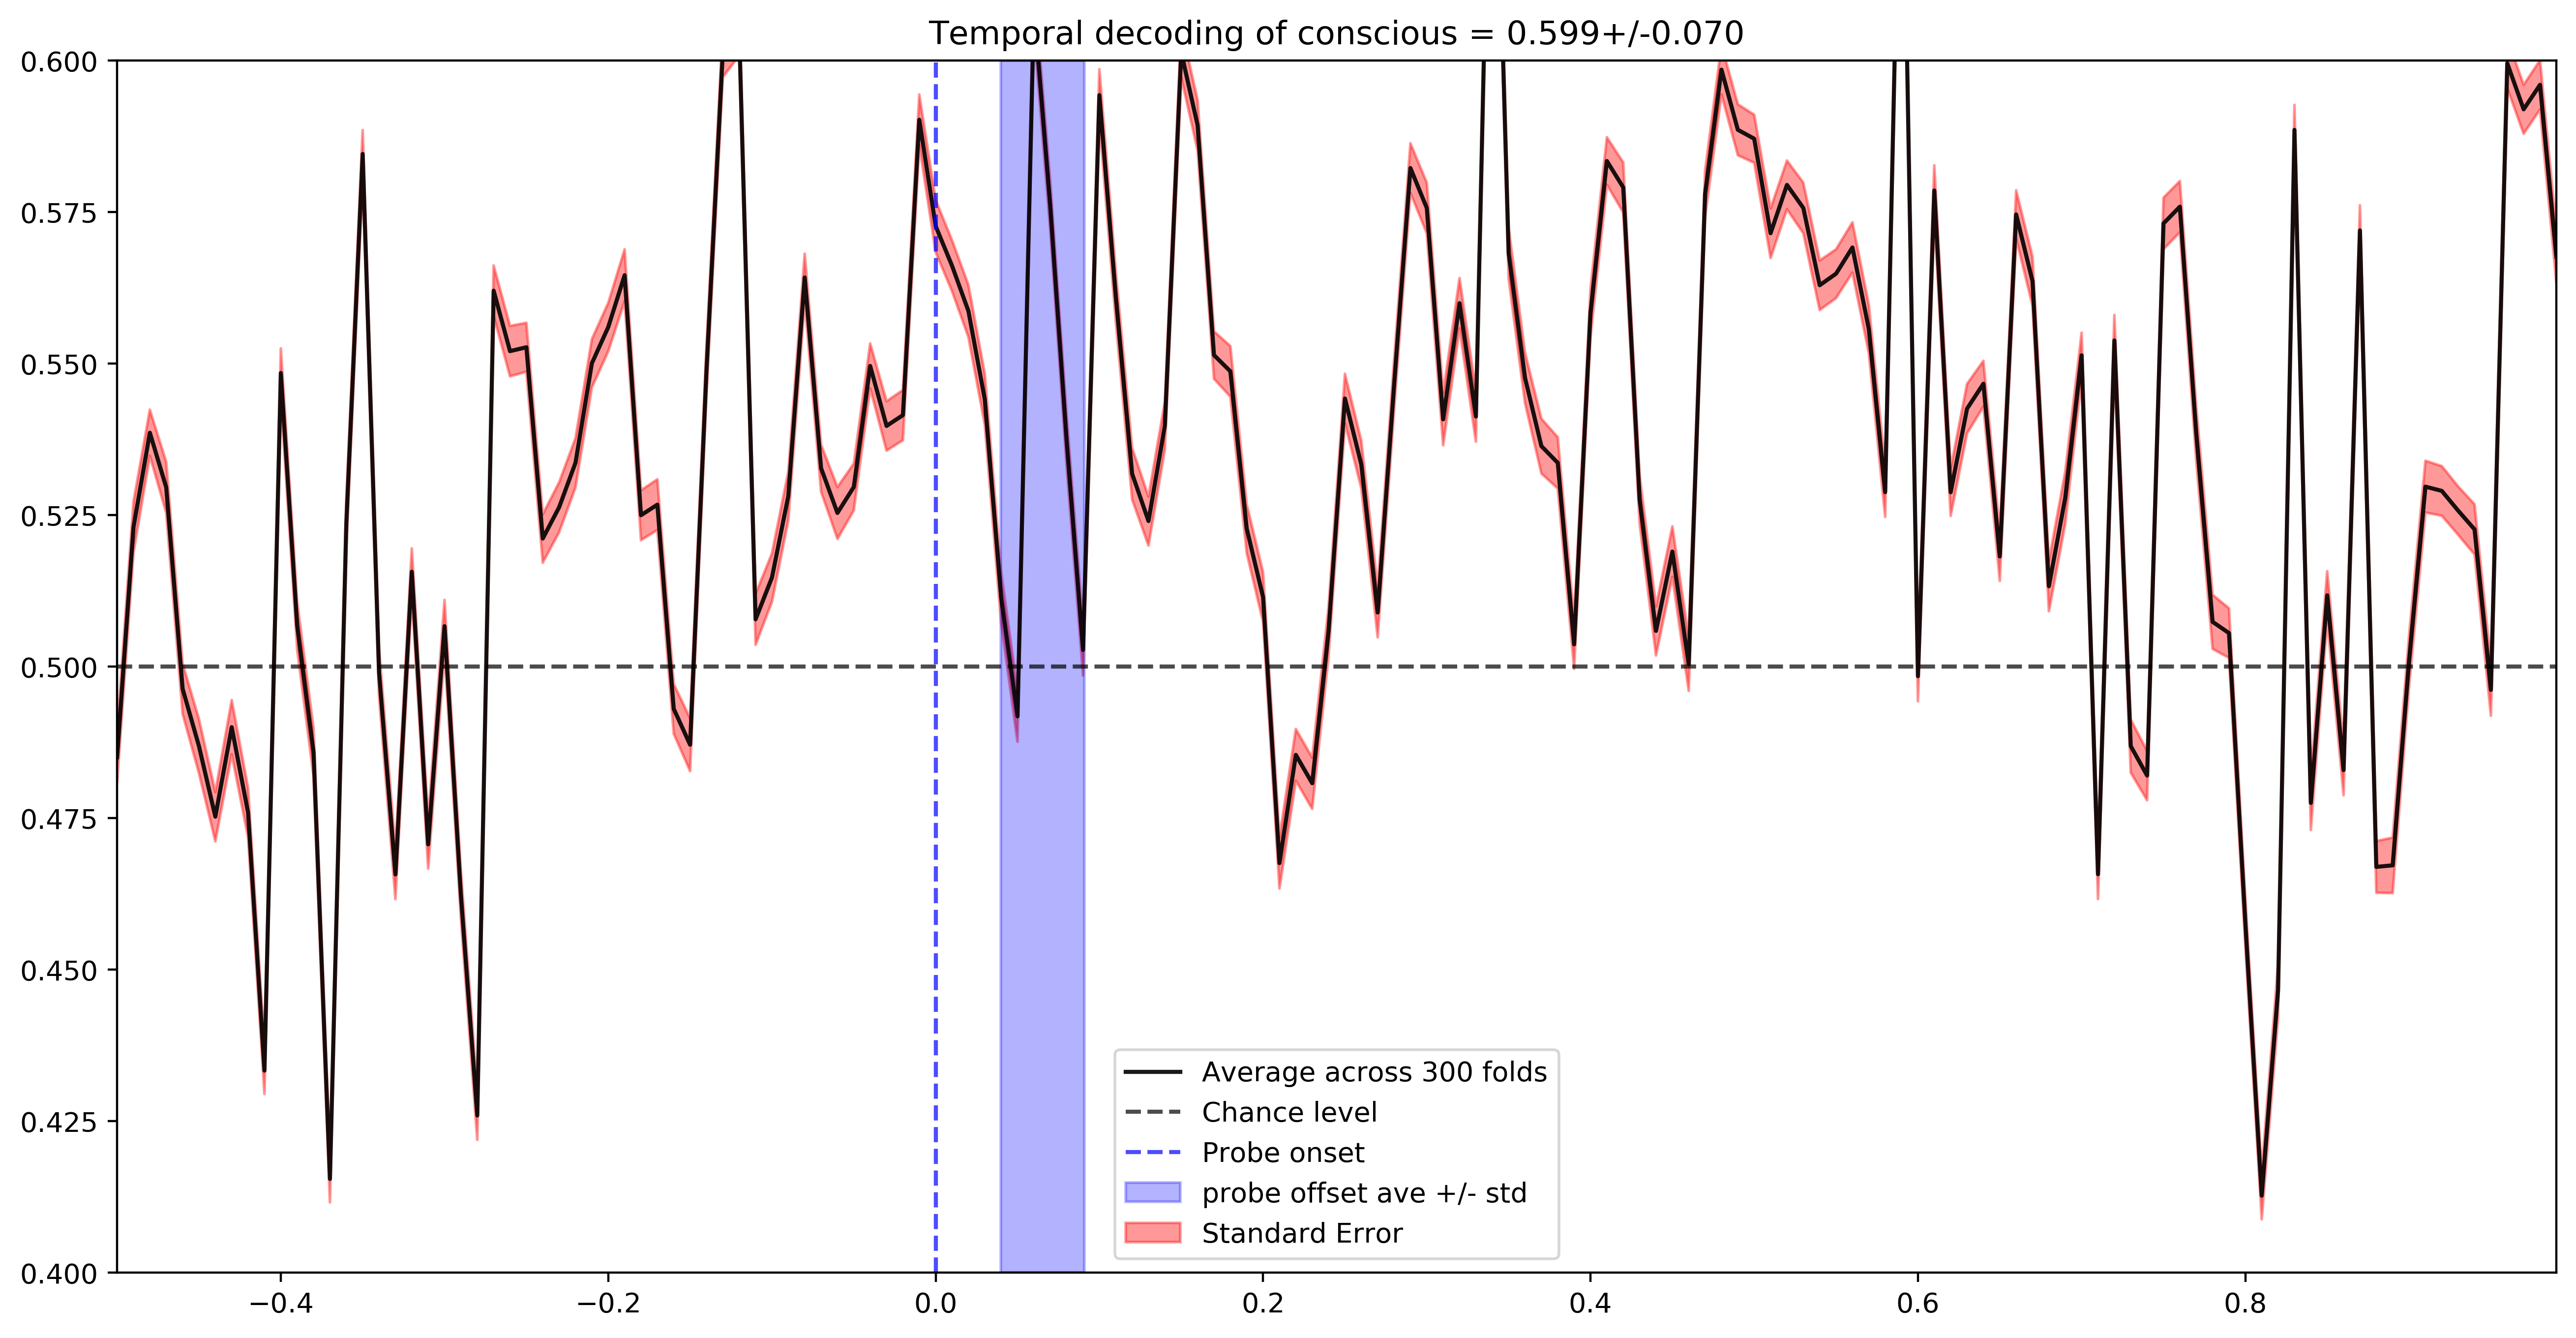 Temporal decoding of conscious = 0.599+/-0.070
0.600
0.575
0.550
0.525
0.500
0.475
0.450
0.425
0.400
−0.4
−0.2
0.0
0.2
0.4
0.6
0.8
Average across 300 folds
Chance level
Probe onset
probe offset ave +/- std
Standard Error